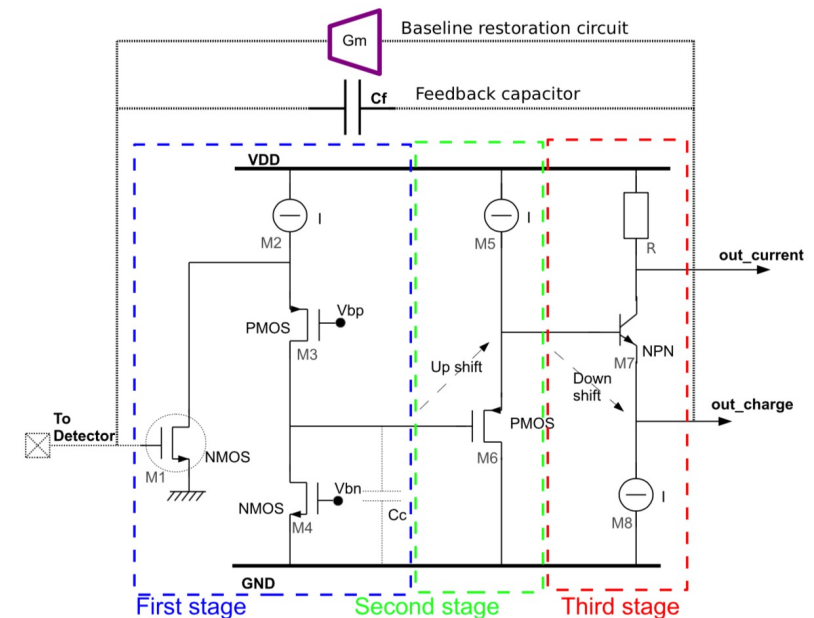 Gm
Baseline restoration circuit
Cf
Feedback capacitor
VDD
I
M2
I
M5
R
out_current
Vbp
PMOS
M3
NPN
M7
Up shift
Down
shift
out_charge
To
Detector
PMOS
M6
NMOS
M1
Vbn
NMOS
M4
Cc
I
M8
GND
First stage
Second stage
Third stage